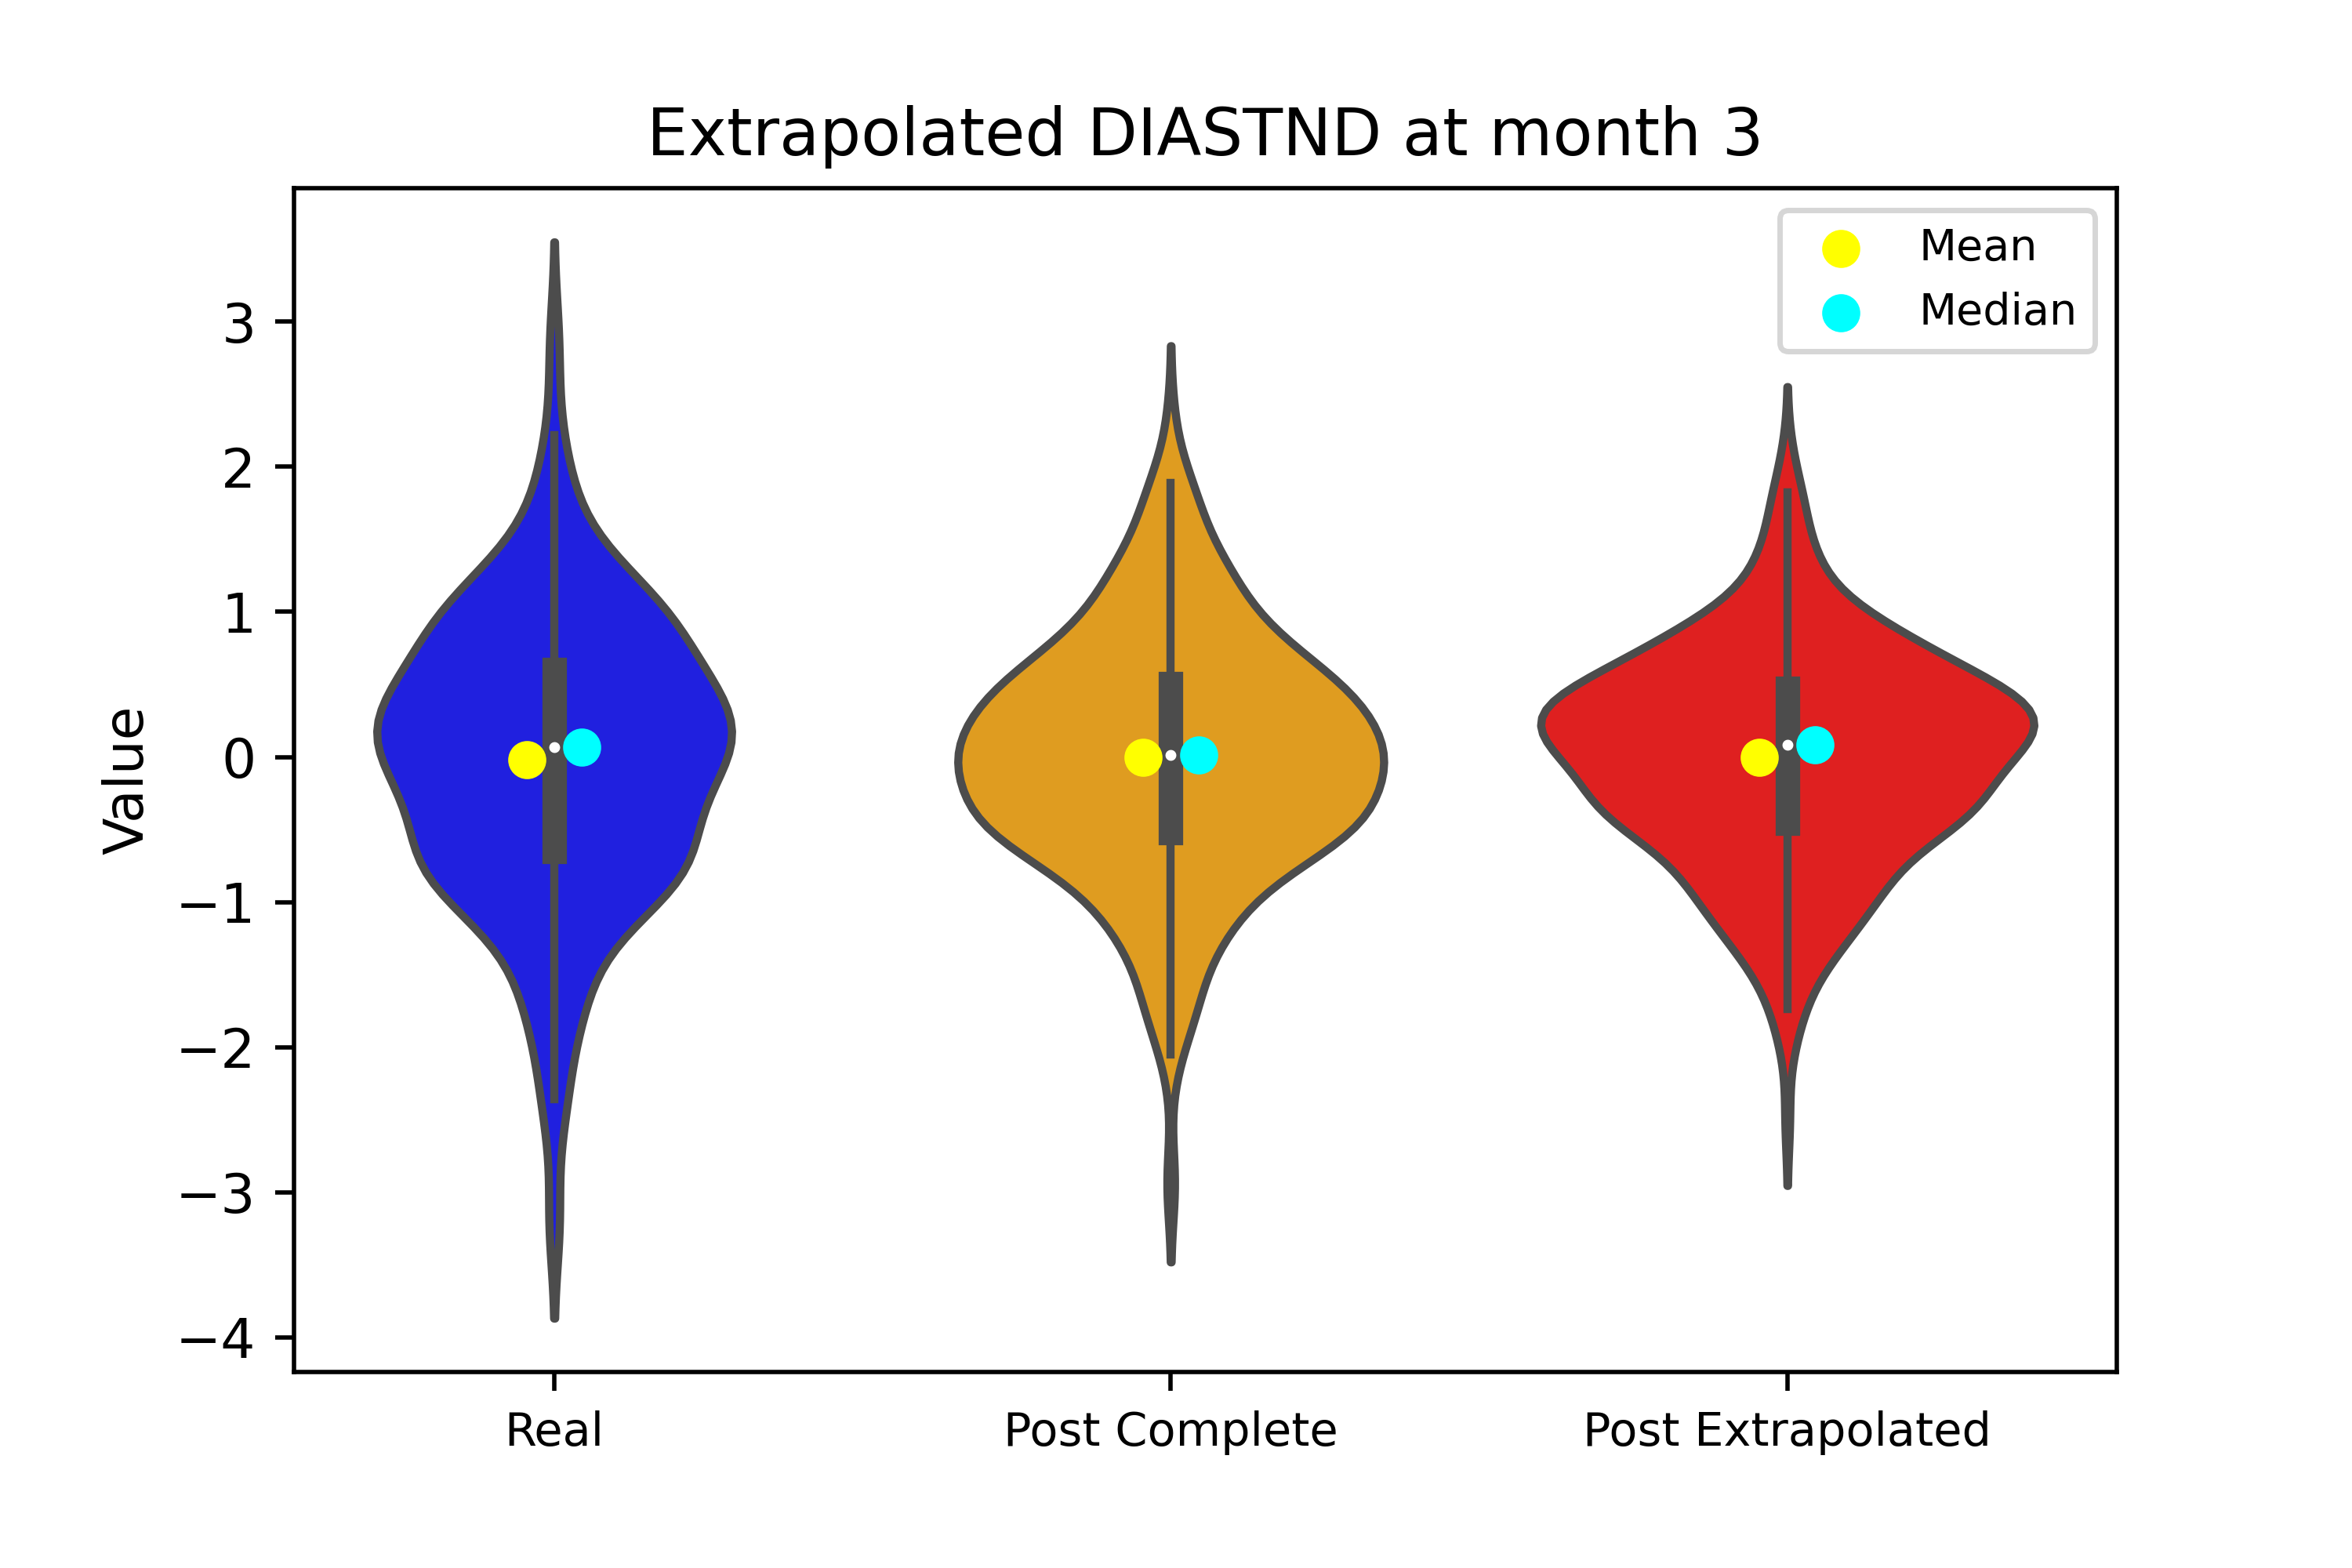 Extrapolated DIASTND at month 3
Mean
Median
3
2
1
0
−1
−2
−3
−4
Value
Real
Post Complete
Post Extrapolated